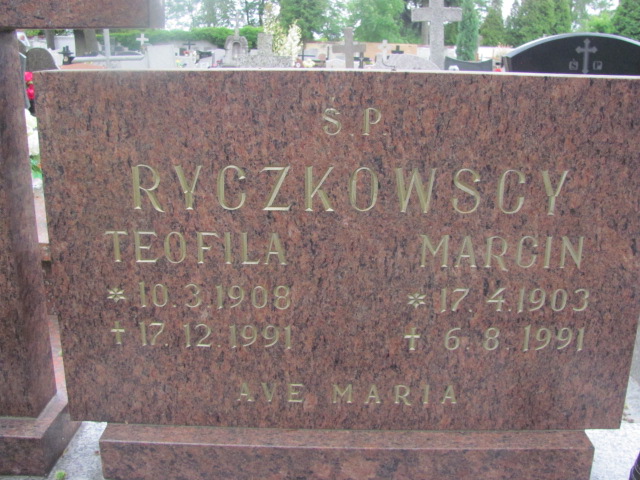 S. P.
RYCZKOWSCY
TEOFILA MARCIN
* 10.3.1908 * 17.4.1903
† 17.12.1991 † 6.8.1991
AVE MARIA